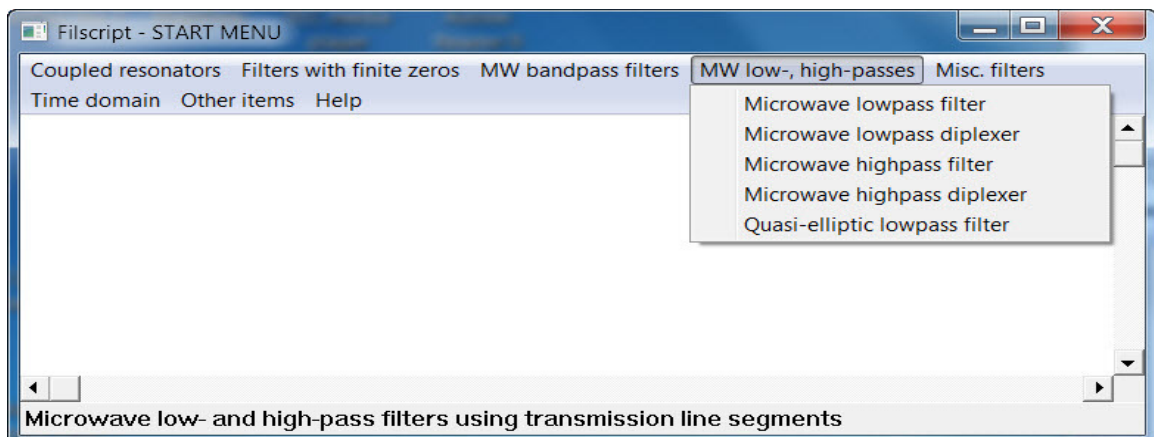 Filscript - START MENU
Coupled resonators Filters with finite zeros MW bandpass filters MW low-, high-passes Misc. filters
Time domain Other items Help
Microwave lowpass filter
Microwave lowpass diplexer
Microwave highpass filter
Microwave highpass diplexer
Quasi-elliptic lowpass filter
Microwave low- and high-pass filters using transmission line segments